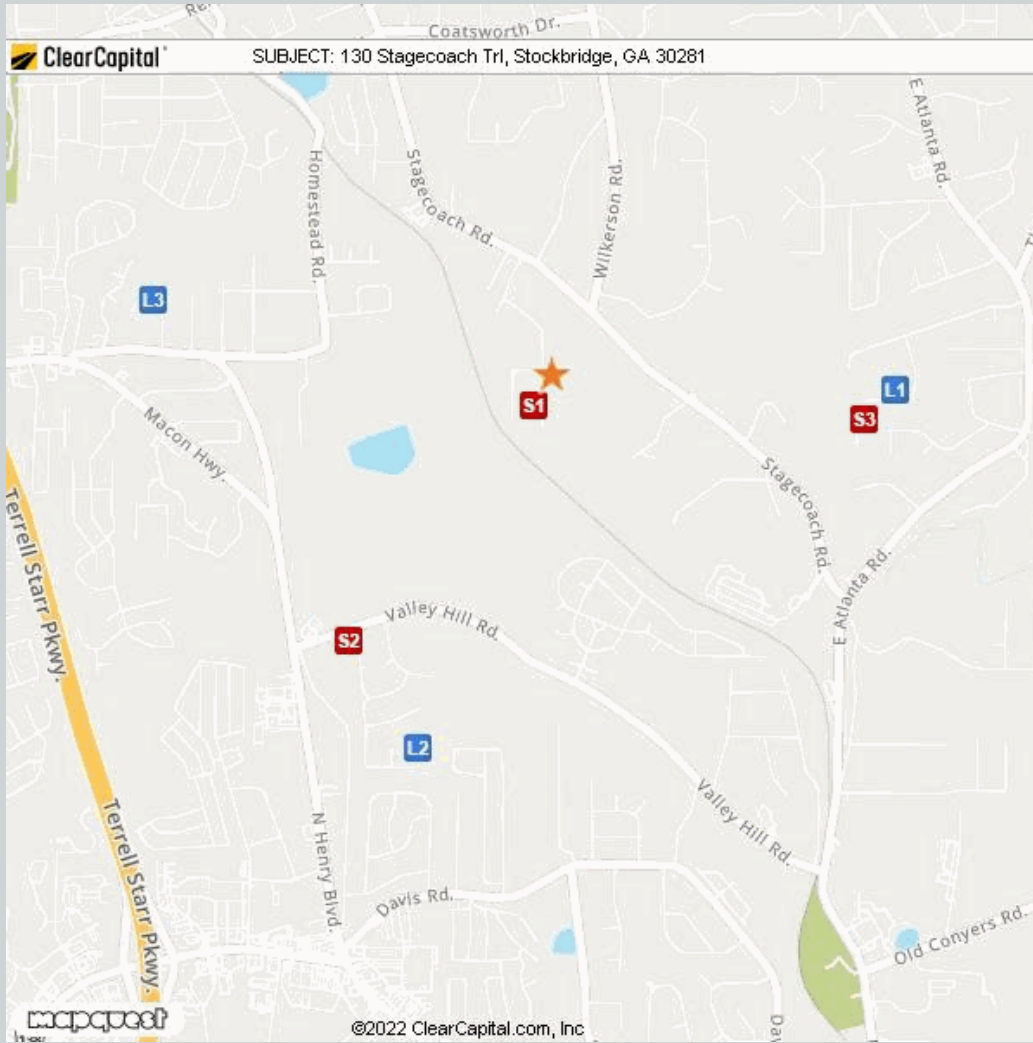 Coatsworth Dr.
ClearCapital
SUBJECT: 130 Stagecoach Trl, Stockbridge, GA 30281
E Atlanta Rd.
Homestead Rd.
Stagecoach Rd.
Wilkerson Rd.
L3
L1
S1
S3
Macon Hwy.
Stagecoach Rd.
Terrell Starr Pkwy.
E Atlanta Rd.
Valley Hill Rd.
S2
L2
Valley Hill Rd.
Terrell Starr Pkwy.
N Henry Blvd.
Davis Rd.
Old Conyers Rd.
mapquest
©2022 ClearCapital.com, Inc